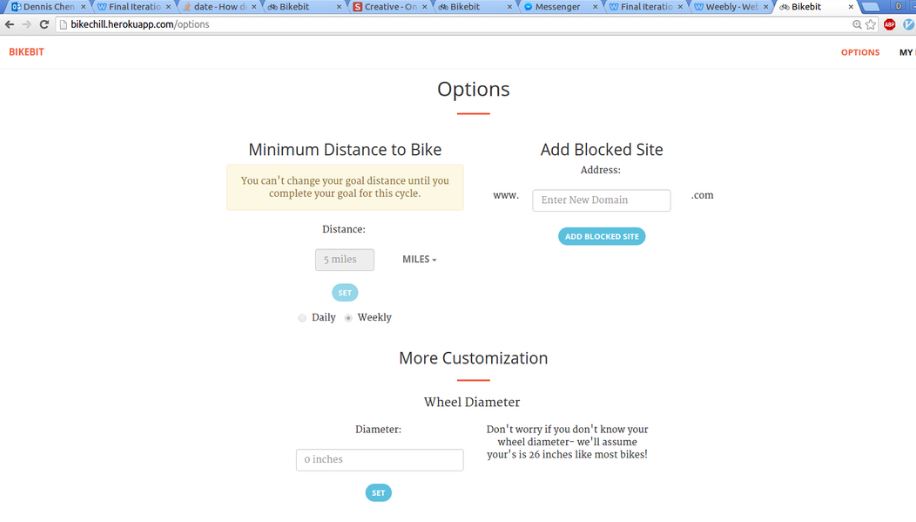 Dennis Chen
Final Iteratio
date - How d
Bikebit
Creative - On
Bikebit
Messenger
Final Iteratio
Weebly - Web
Bikebit
D
bikechill.herokuapp.com/options
ABP
BIKEBIT
OPTIONS
MY
Options
Minimum Distance to Bike
You can't change your goal distance until you
complete your goal for this cycle.
Distance:
5 miles
MILES
SET
Daily
Weekly
Add Blocked Site
Address:
www.
Enter New Domain
.com
ADD BLOCKED SITE
More Customization
Wheel Diameter
Diameter:
0 inches
SET
Don't worry if you don't know your
wheel diameter- we'll assume
your's is 26 inches like most bikes!